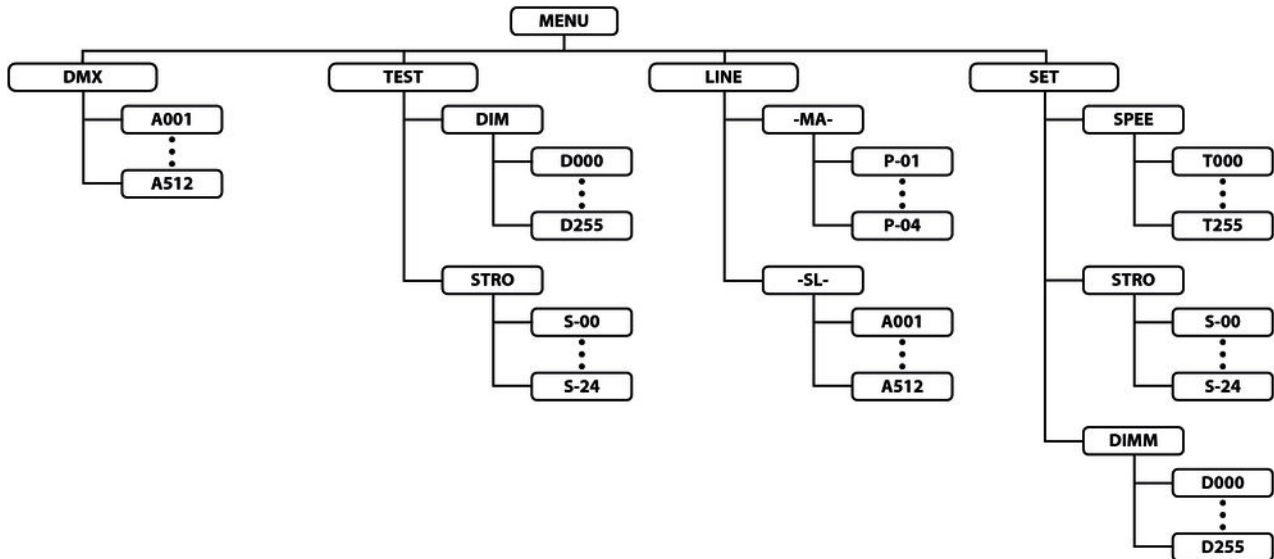 MENU
DMX
A001
A512
TEST
DIM
D000
D255
STRO
S-00
S-24
LINE
-MA-
P-01
P-04
-SL-
A001
A512
SET
SPEE
T000
T255
STRO
S-00
S-24
DIMM
D000
D255